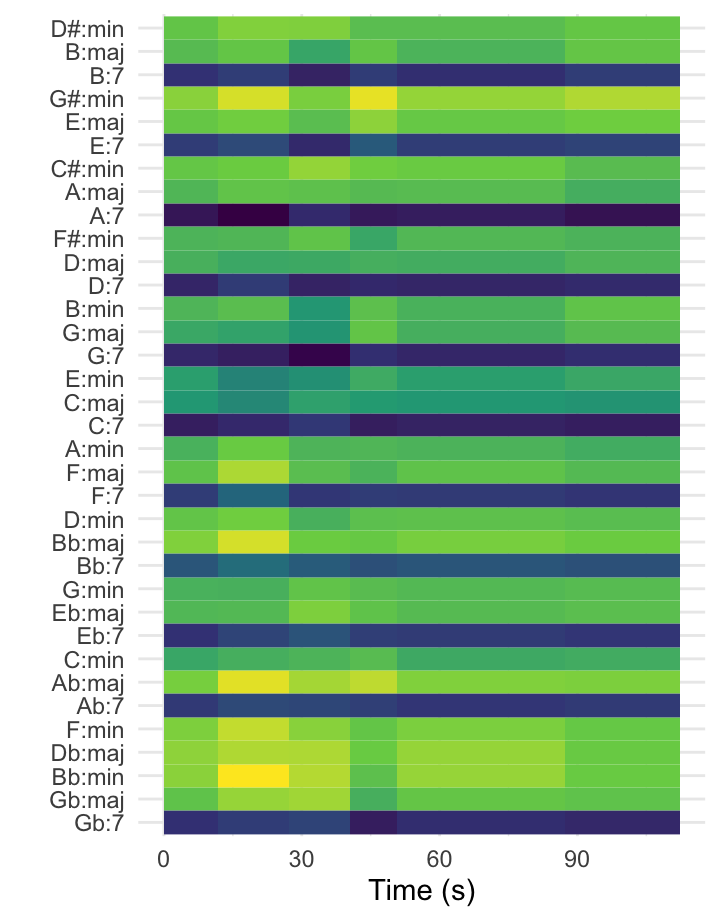 D#:min
B:maj
B:7
G#:min
E:maj
E:7
C#:min
A:maj
A:7
F#:min
D:maj
D:7
B:min
G:maj
G:7
E:min
C:maj
C:7
A:min
F:maj
F:7
D:min
Bb:maj
Bb:7
G:min
Eb:maj
Eb:7
C:min
Ab:maj
Ab:7
F:min
Db:maj
Bb:min
Gb:maj
Gb:7
0 30 60 90
Time (s)